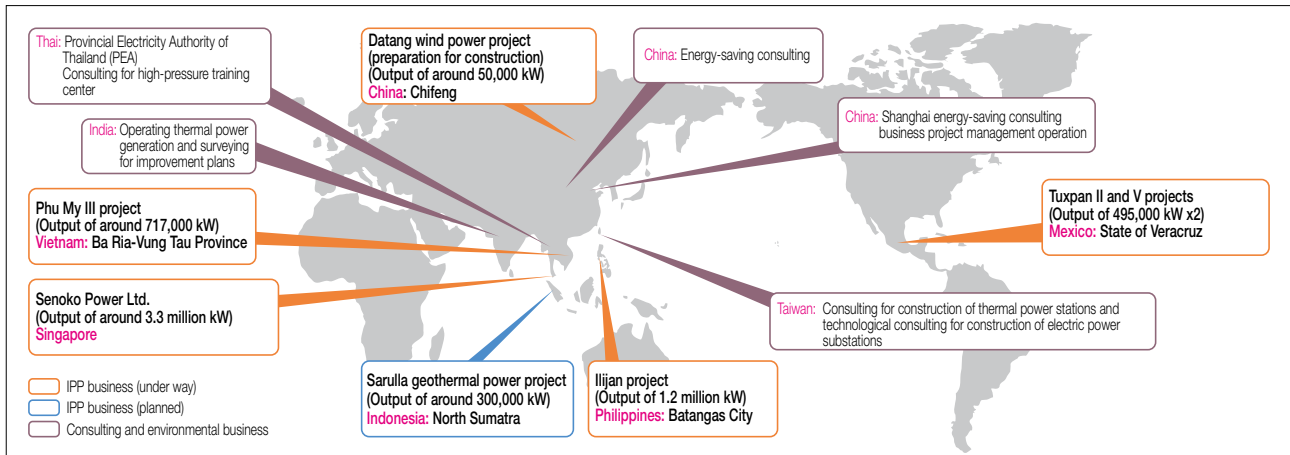 Thai: Provincial Electricity Authority of
Thailand (PEA)
Consulting for high-pressure training
center
Datang wind power project
(preparation for construction)
(Output of around 50,000 kW)
China: Chifeng
China: Energy-saving consulting
China: Shanghai energy-saving consulting
business project management operation
India: Operating thermal power
generation and surveying
for improvement plans
Phu My III project
(Output of around 717,000 kW)
Vietnam: Ba Ria-Vung Tau Province
Tuxpan II and V projects
(Output of 495,000 kW x2)
Mexico: State of Veracruz
Senoko Power Ltd.
(Output of around 3.3 million kW)
Singapore
Taiwan: Consulting for construction of thermal power stations and
technological consulting for construction of electric power
substations
Sarulla geothermal power project
(Output of around 300,000 kW)
Indonesia: North Sumatra
Ilijan project
(Output of 1.2 million kW)
Philippines: Batangas City
IPP business (under way)
IPP business (planned)
Consulting and environmental business